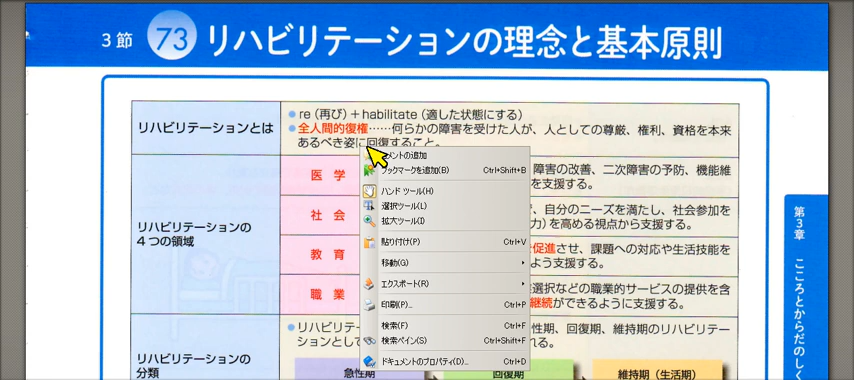 3節 73 リハビリテーションの理念と基本原則
リハビリテーションとは
re（再び）＋habilitate（適した状態にする）
全人間的復権……何らかの障害を受けた人が、人としての尊厳、権利、資格を本来
あるべき姿に回復すること。
リハビリテーションの
4つの領域
医 学
障害の改善、二次障害の予防、機能維
を支援する。
社 会
、自分のニーズを満たし、社会参加を
力）を高める視点から支援する。
教 育
促進させ、課題への対応や生活技能を
よう支援する。
職 業
選択などの職業的サービスの提供を含
継続ができるように支援する。
リハビリテーションの
分類
リハビリテー
ションとして
性期、回復期、維持期のリハビリテー
れる。
急性期
回復期
維持期（生活期）
メントの追加
ブックマークを追加(B) Ctrl+Shift+B
ハンド ツール(H)
選択ツール(L)
拡大ツール(I)
貼り付け(P) Ctrl+V
移動(G)
エクスポート(R)
印刷(P)... Ctrl+P
検索(F) Ctrl+F
検索ペイン(S) Ctrl+Shift+F
ドキュメントのプロパティ(D)... Ctrl+D
第3章 こころとからだのしく